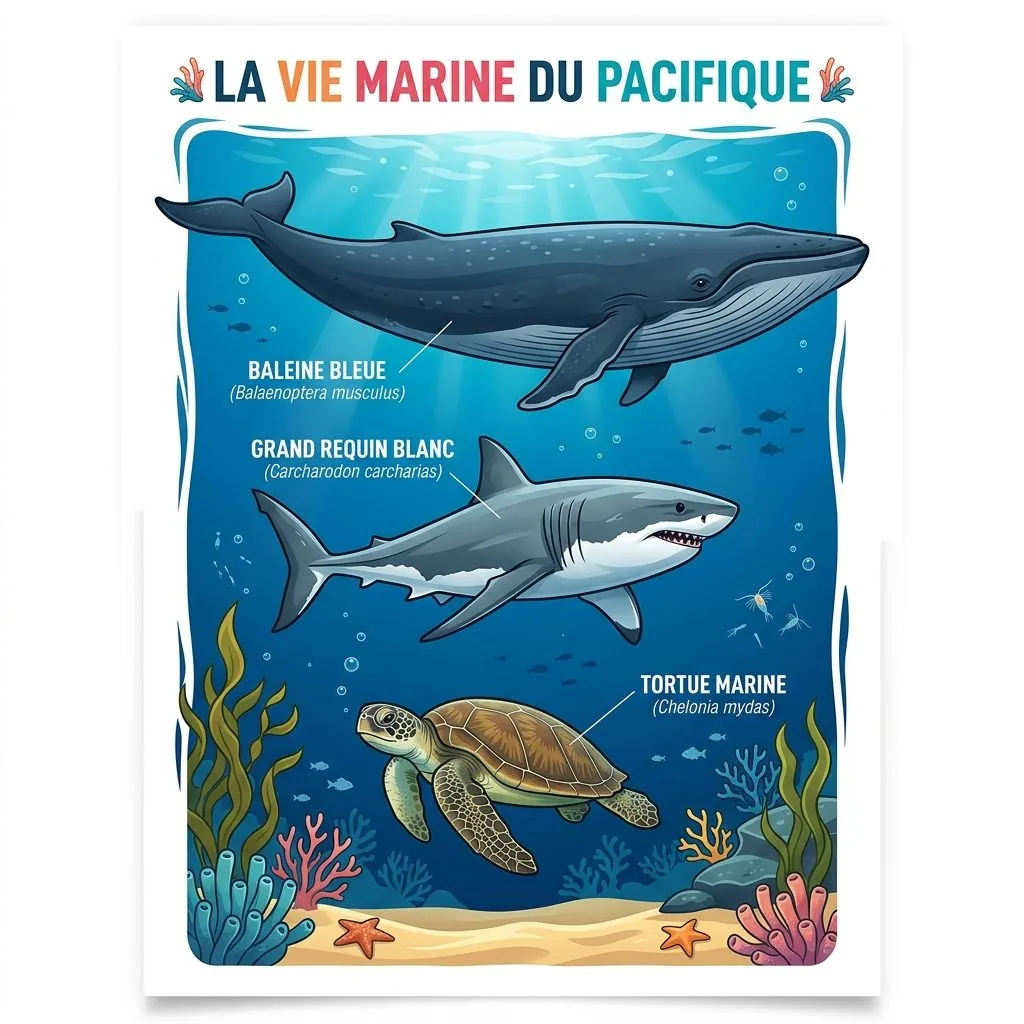 LA VIE MARINE DU PACIFIQUE
BALEINE BLEUE
(Balaenoptera musculus)
GRAND REQUIN BLANC
(Carcharodon carcharias)
TORTUE MARINE
(Chelonia mydas)